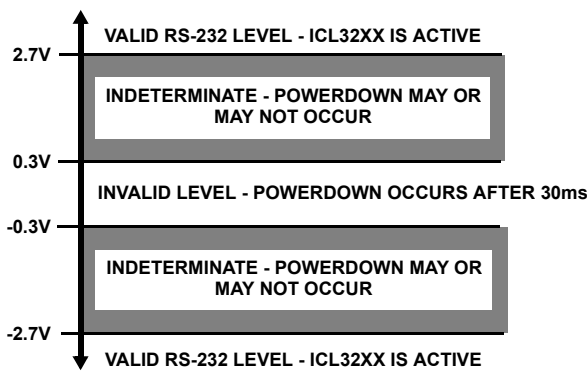 VALID RS-232 LEVEL - ICL32XX IS ACTIVE
2.7V
INDETERMINATE - POWERDOWN MAY OR
MAY NOT OCCUR
0.3V
INVALID LEVEL - POWERDOWN OCCURS AFTER 30ms
-0.3V
INDETERMINATE - POWERDOWN MAY OR
MAY NOT OCCUR
-2.7V
VALID RS-232 LEVEL - ICL32XX IS ACTIVE